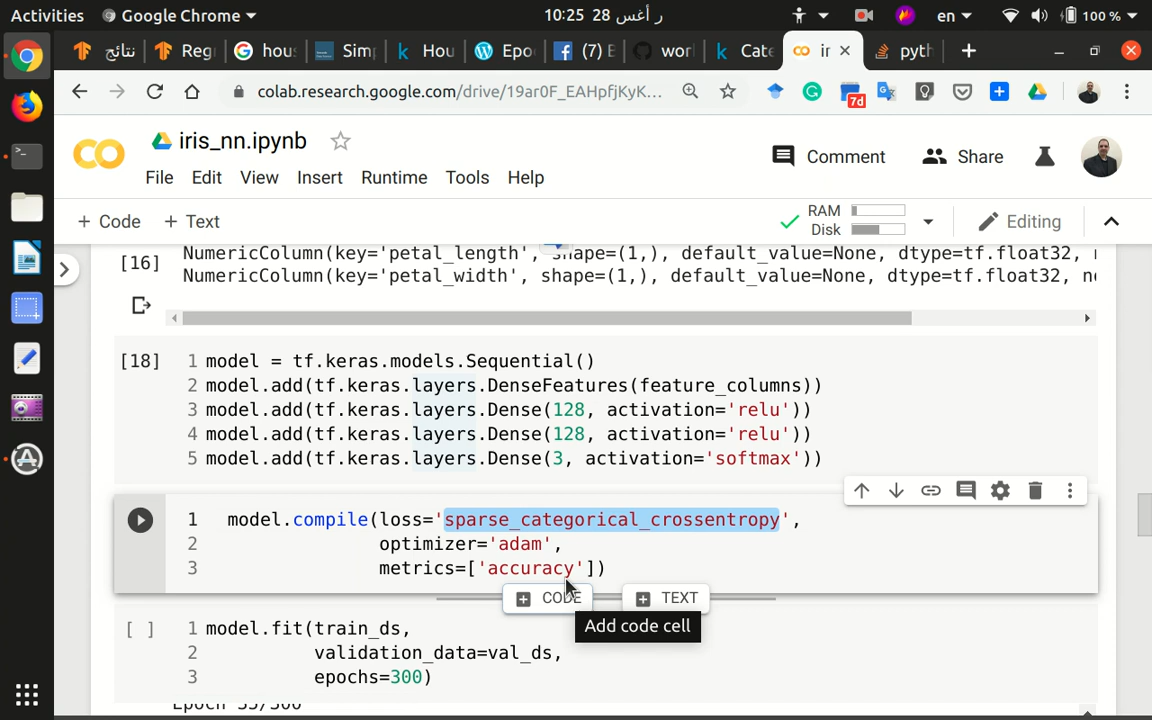 Activities Google Chrome ر أغس 28 10:25 en 100 %
نتائج Reg hou Sim Hou Epo (7) E wor Cate ir pyth
colab.research.google.com/drive/19ar0F_EAHpfjKyK... 7d
iris_nn.ipynb Comment Share
File Edit View Insert Runtime Tools Help
+ Code + Text RAM Disk Editing
[16] NumericColumn(key='petal_length', shape=(1,), default_value=None, dtype=tf.float32,
NumericColumn(key='petal_width', shape=(1,), default_value=None, dtype=tf.float32,
[18] 1 model = tf.keras.models.Sequential()
2 model.add(tf.keras.layers.DenseFeatures(feature_columns))
3 model.add(tf.keras.layers.Dense(128, activation='relu'))
4 model.add(tf.keras.layers.Dense(128, activation='relu'))
5 model.add(tf.keras.layers.Dense(3, activation='softmax'))
1 model.compile(loss='sparse_categorical_crossentropy',
2 optimizer='adam',
3 metrics=['accuracy'])
CODE TEXT
Add code cell
[ ] 1 model.fit(train_ds,
2 validation_data=val_ds,
3 epochs=300)